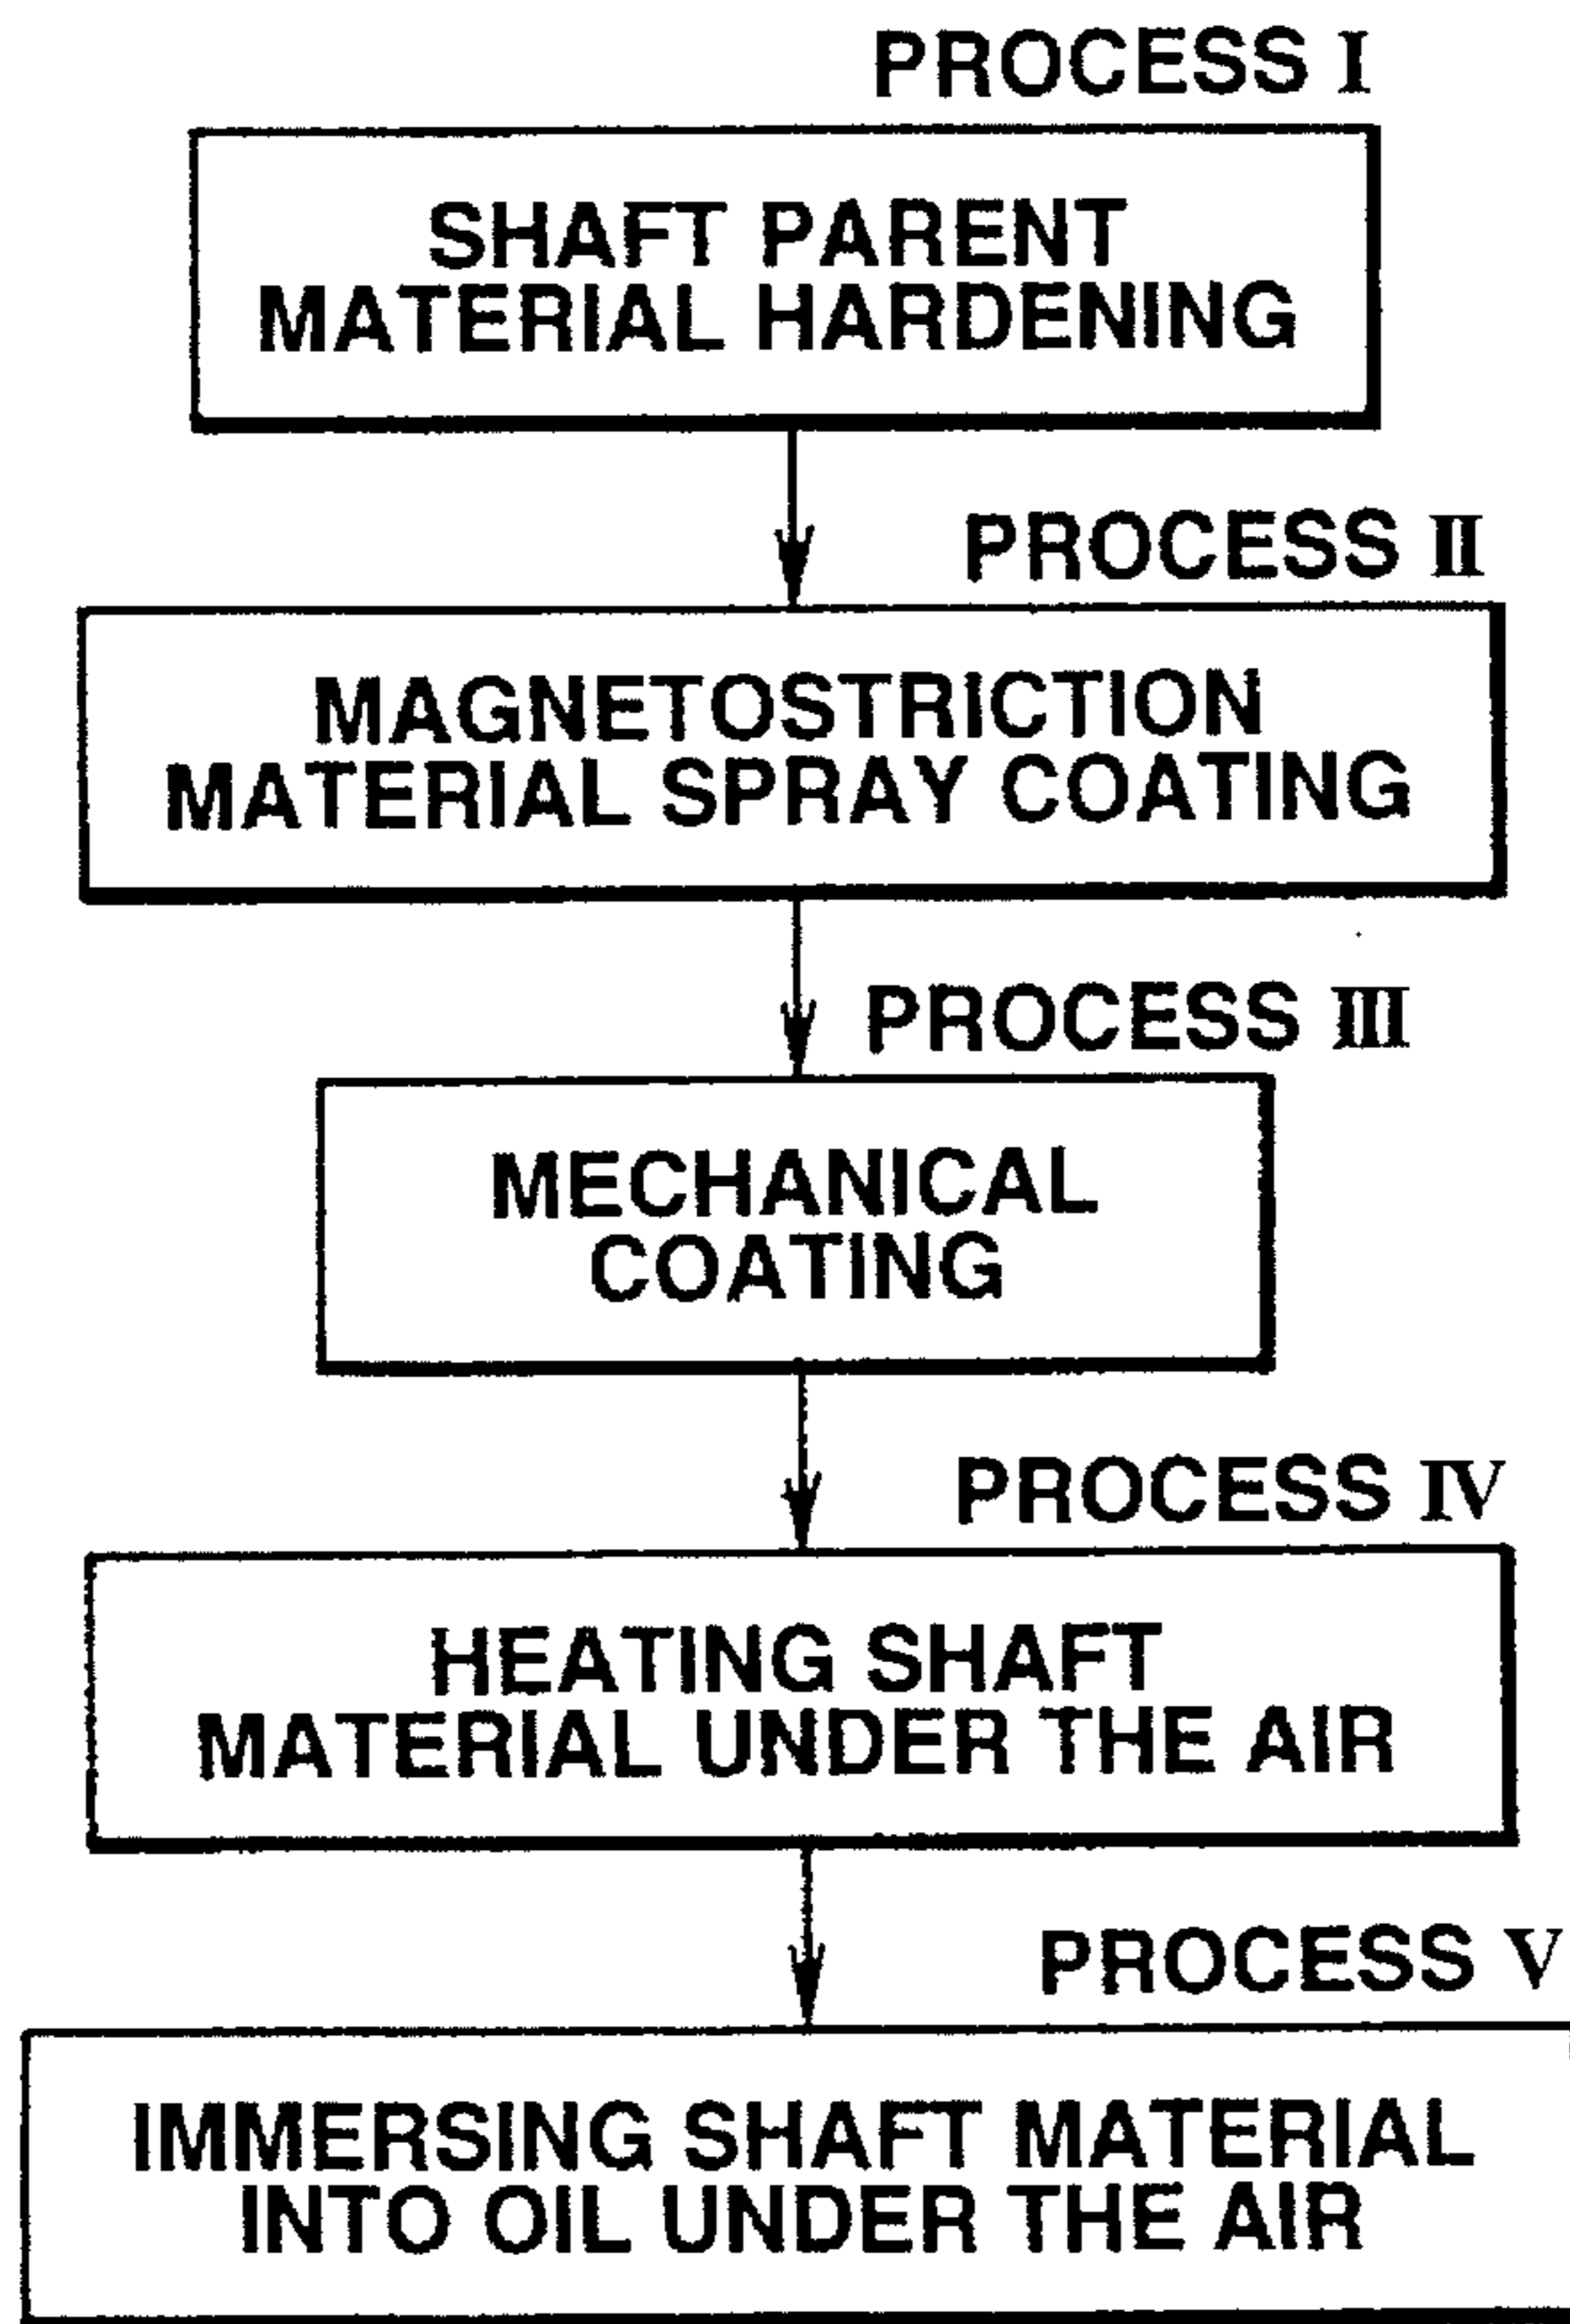 PROCESS I
SHAFT PARENT
MATERIAL HARDENING
PROCESS II
MAGNETOSTRICTION
MATERIAL SPRAY COATING
PROCESS III
MECHANICAL
COATING
PROCESS IV
HEATING SHAFT
MATERIAL UNDER THE AIR
PROCESS V
IMMERSING SHAFT MATERIAL
INTO OIL UNDER THE AIR